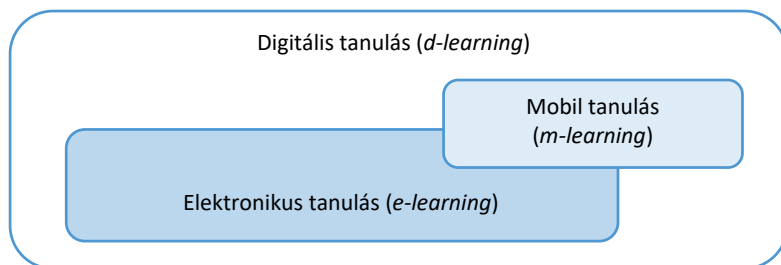 Digitális tanulás (d-learning)
Mobil tanulás
(m-learning)
Elektronikus tanulás (e-learning)